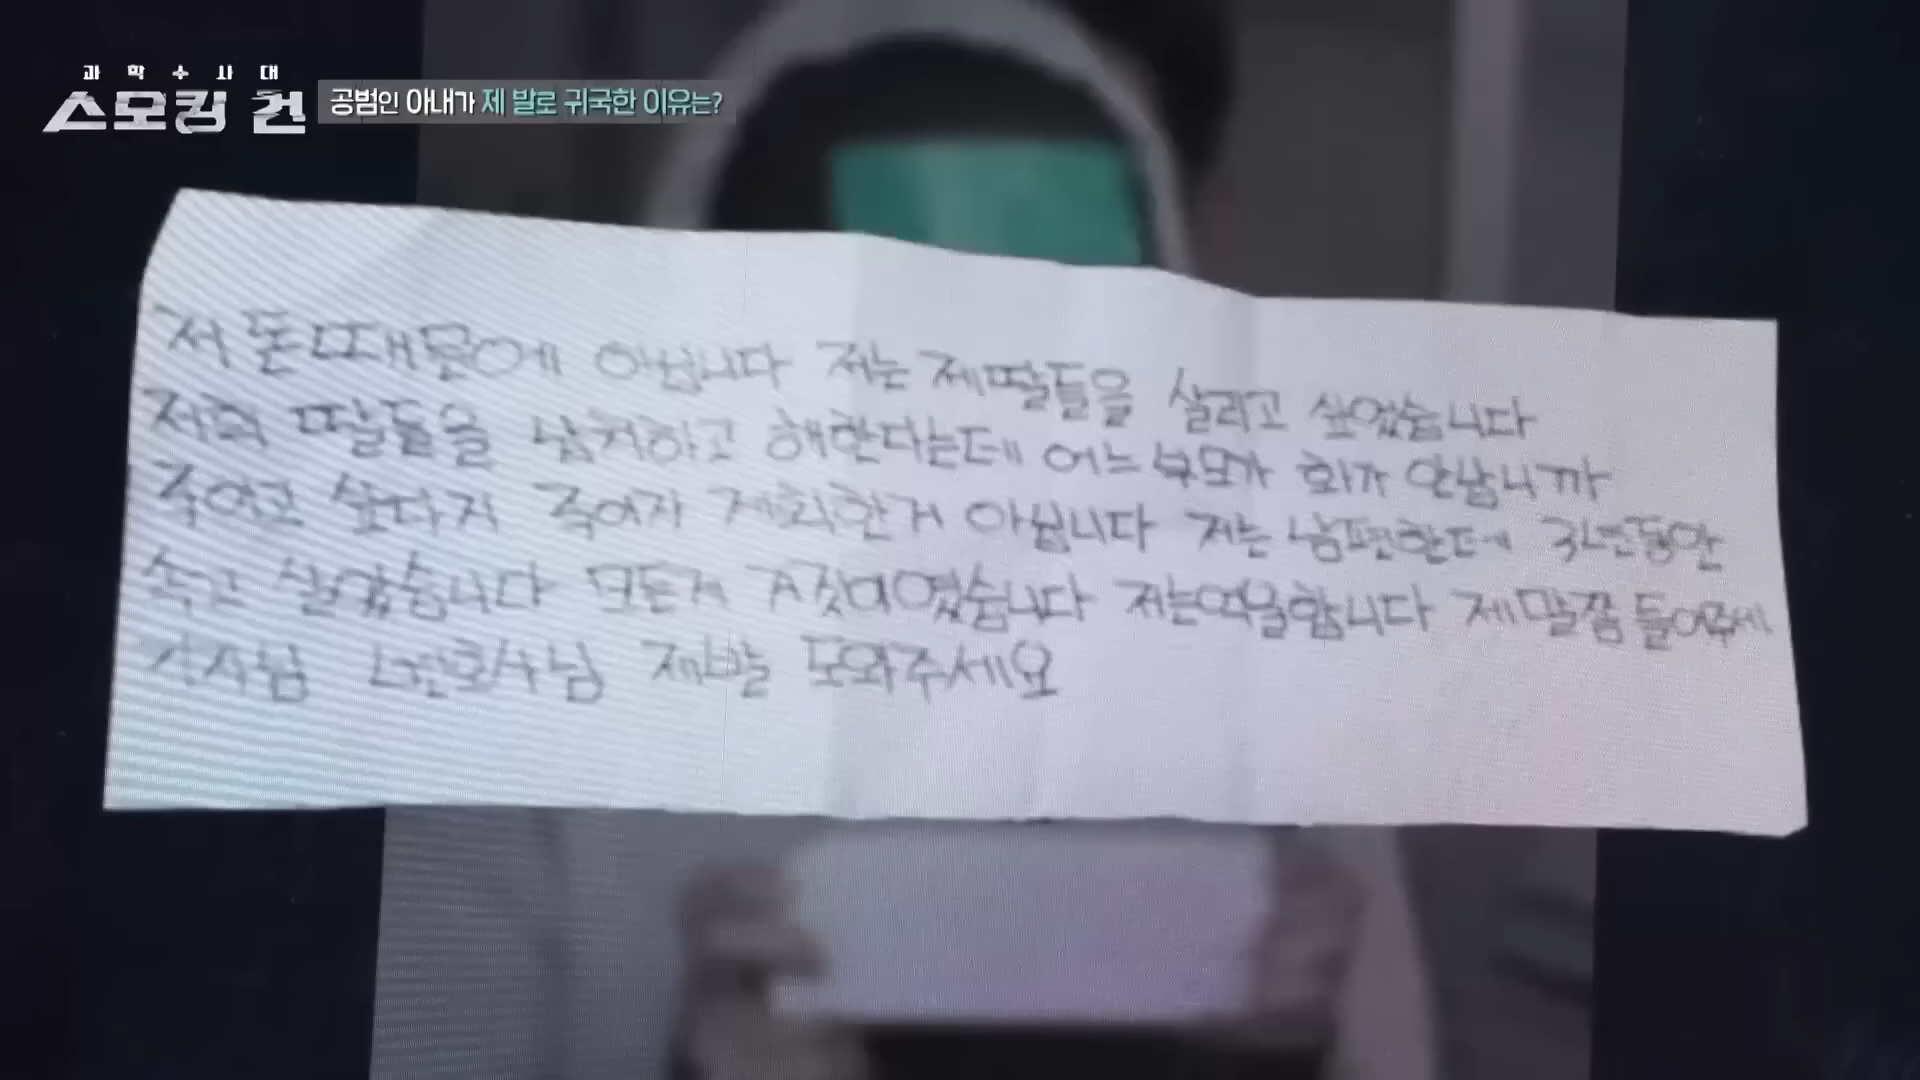 과학수사대
스모킹 건
공범인 아내가 제 발로 귀국한 이유는?
저 돈때문에 아닙니다 저는 제딸들을 살리고 싶었습니다
저희 딸들을 납치하고 해한다는데 어느 부모가 화가 안납니까
죽이고 싶다지 죽이자 계획한거 아닙니다 저는 남편한테 3년동안
속고 살았습니다 모든게 거짓이였습니다 저는억울합니다 제말좀 들어주세
기자님 변호사님 제발 도와주세요